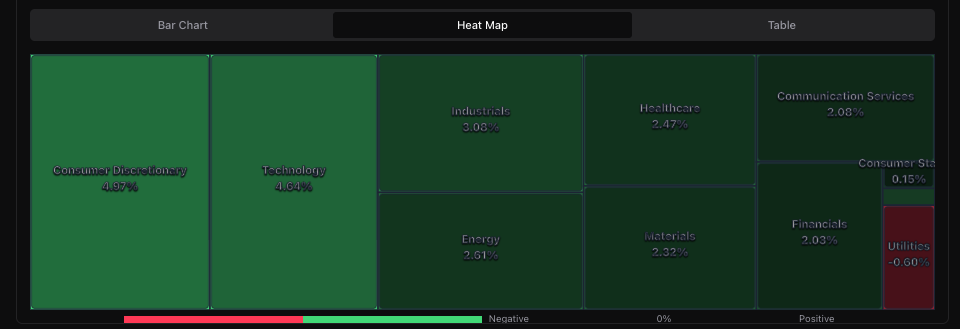 Bar Chart
Heat Map
Table
Consumer Discretionary
4.97%
Technology
4.64%
Industrials
3.08%
Energy
2.61%
Healthcare
2.47%
Materials
2.32%
Communication Services
2.08%
Financials
2.03%
Consumer Sta
0.15%
Utilities
-0.60%
Negative
0%
Positive